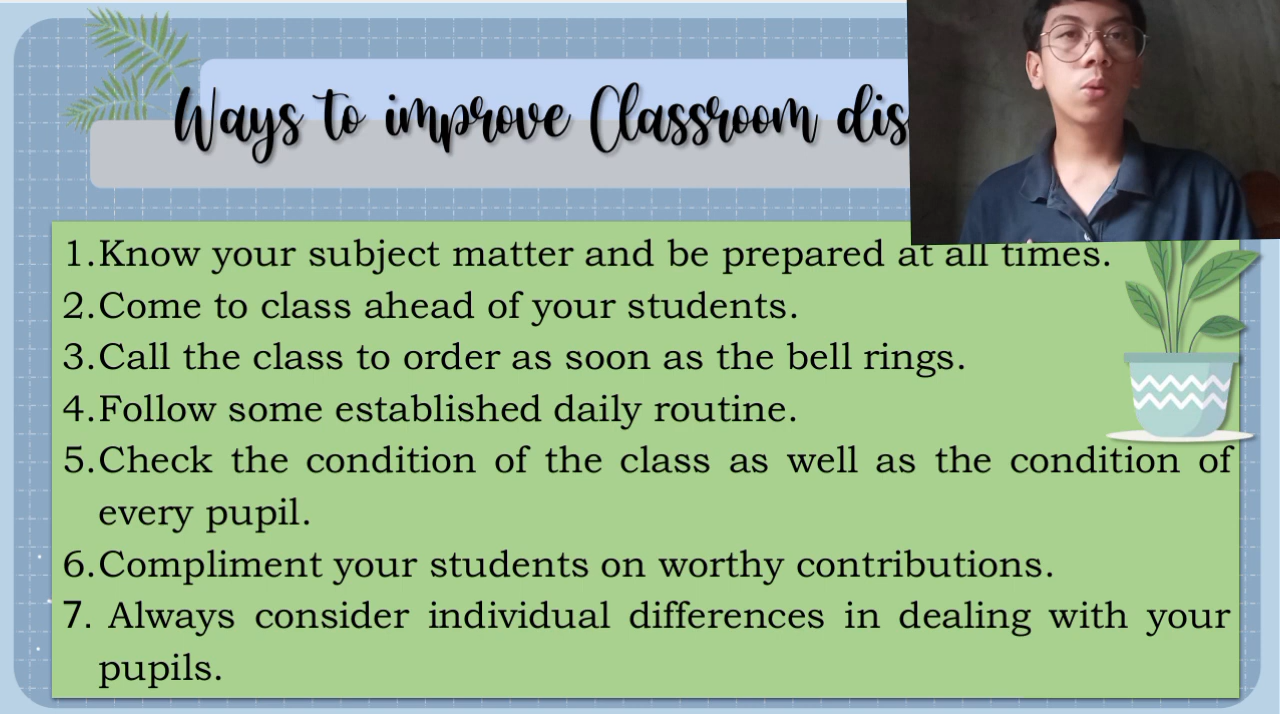 Ways to improve Classroom dis
1.Know your subject matter and be prepared at all times.
2.Come to class ahead of your students.
3.Call the class to order as soon as the bell rings.
4.Follow some established daily routine.
5.Check the condition of the class as well as the condition of
every pupil.
6.Compliment your students on worthy contributions.
7. Always consider individual differences in dealing with your
pupils.